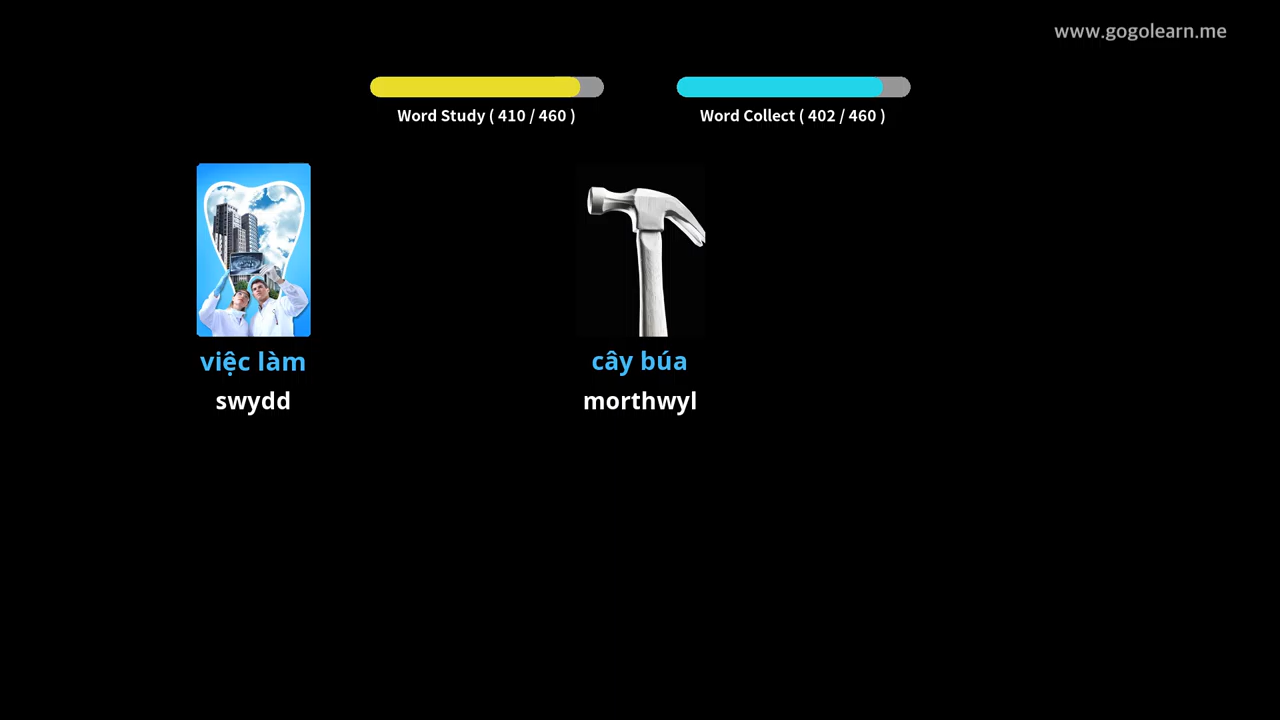 www.gogolearn.me
Word Study ( 410 / 460 )
Word Collect ( 402 / 460 )
việc làm
swydd
cây búa
morthwyl